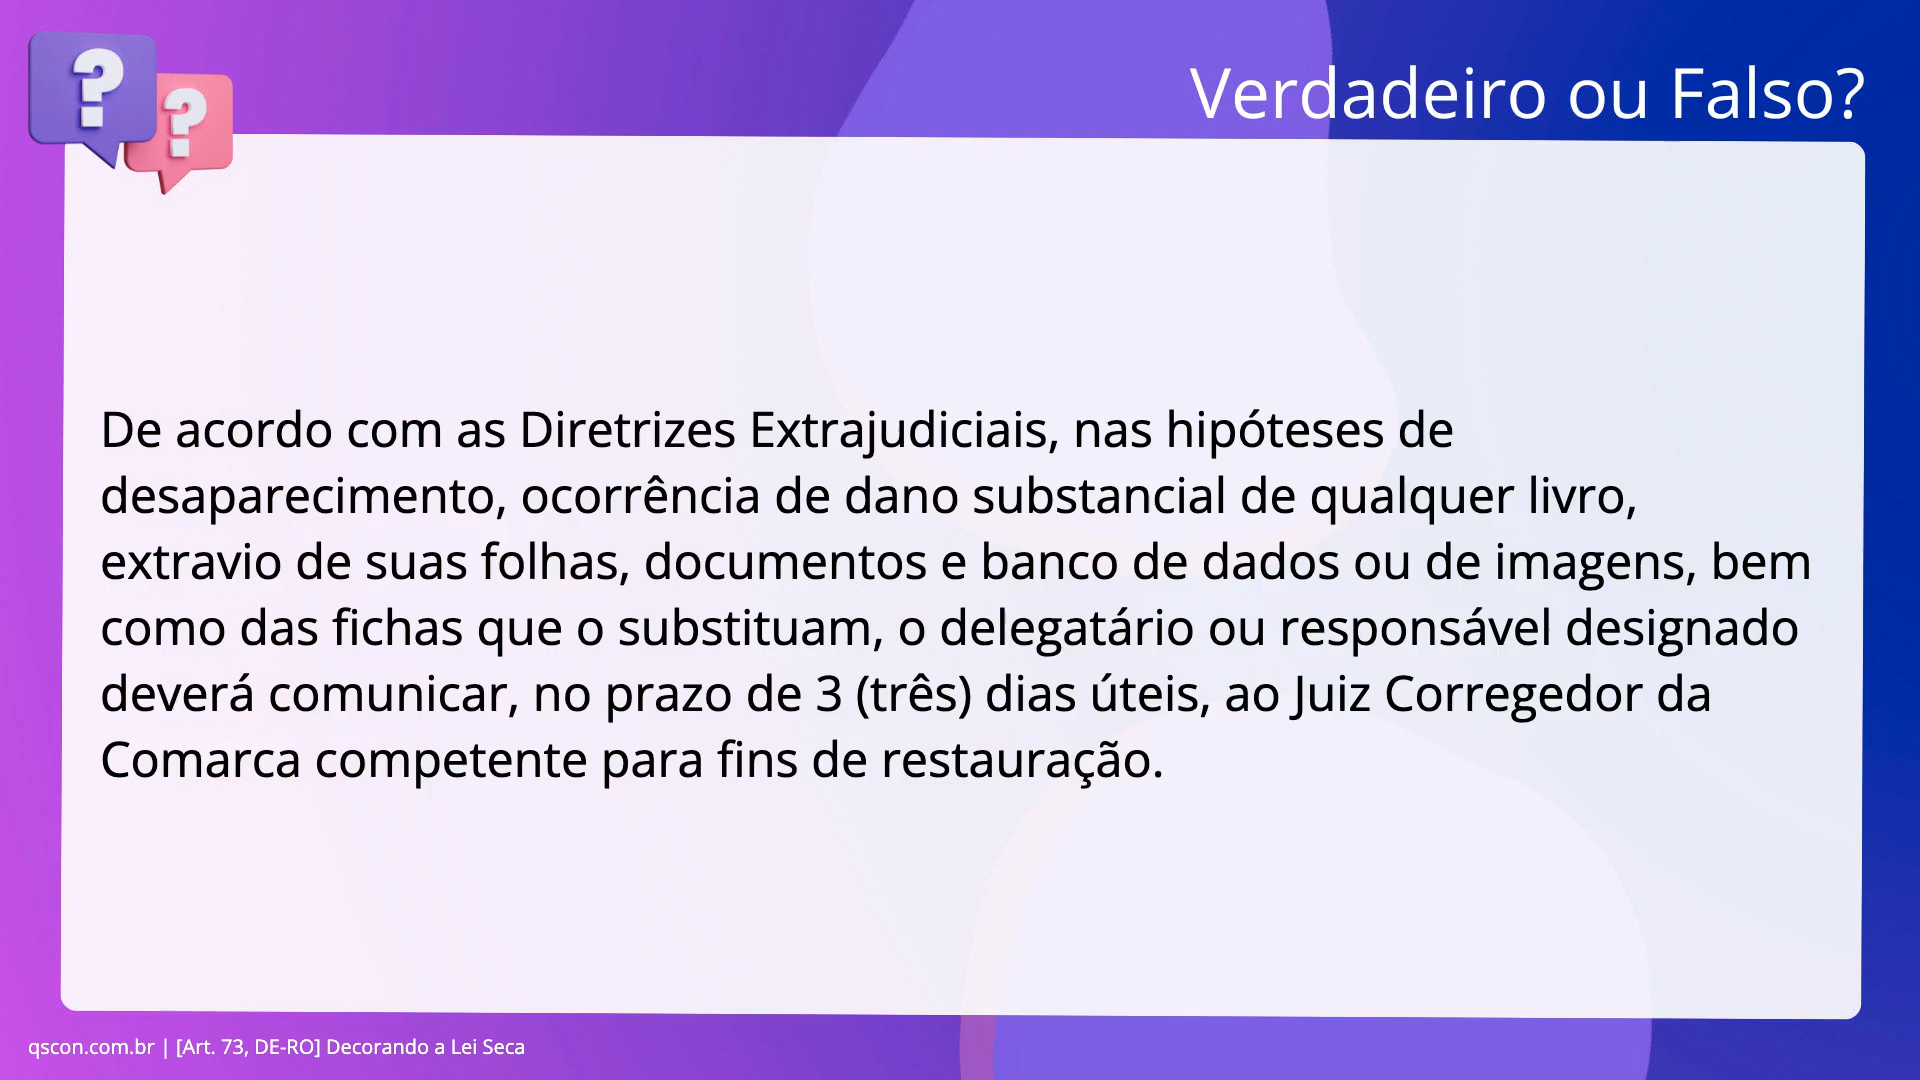 ? ?
Verdadeiro ou Falso?
De acordo com as Diretrizes Extrajudiciais, nas hipóteses de
desaparecimento, ocorrência de dano substancial de qualquer livro,
extravio de suas folhas, documentos e banco de dados ou de imagens, bem
como das fichas que o substituam, o delegatário ou responsável designado
deverá comunicar, no prazo de 3 (três) dias úteis, ao Juiz Corregedor da
Comarca competente para fins de restauração.
qscon.com.br | [Art. 73, DE-RO] Decorando a Lei Seca